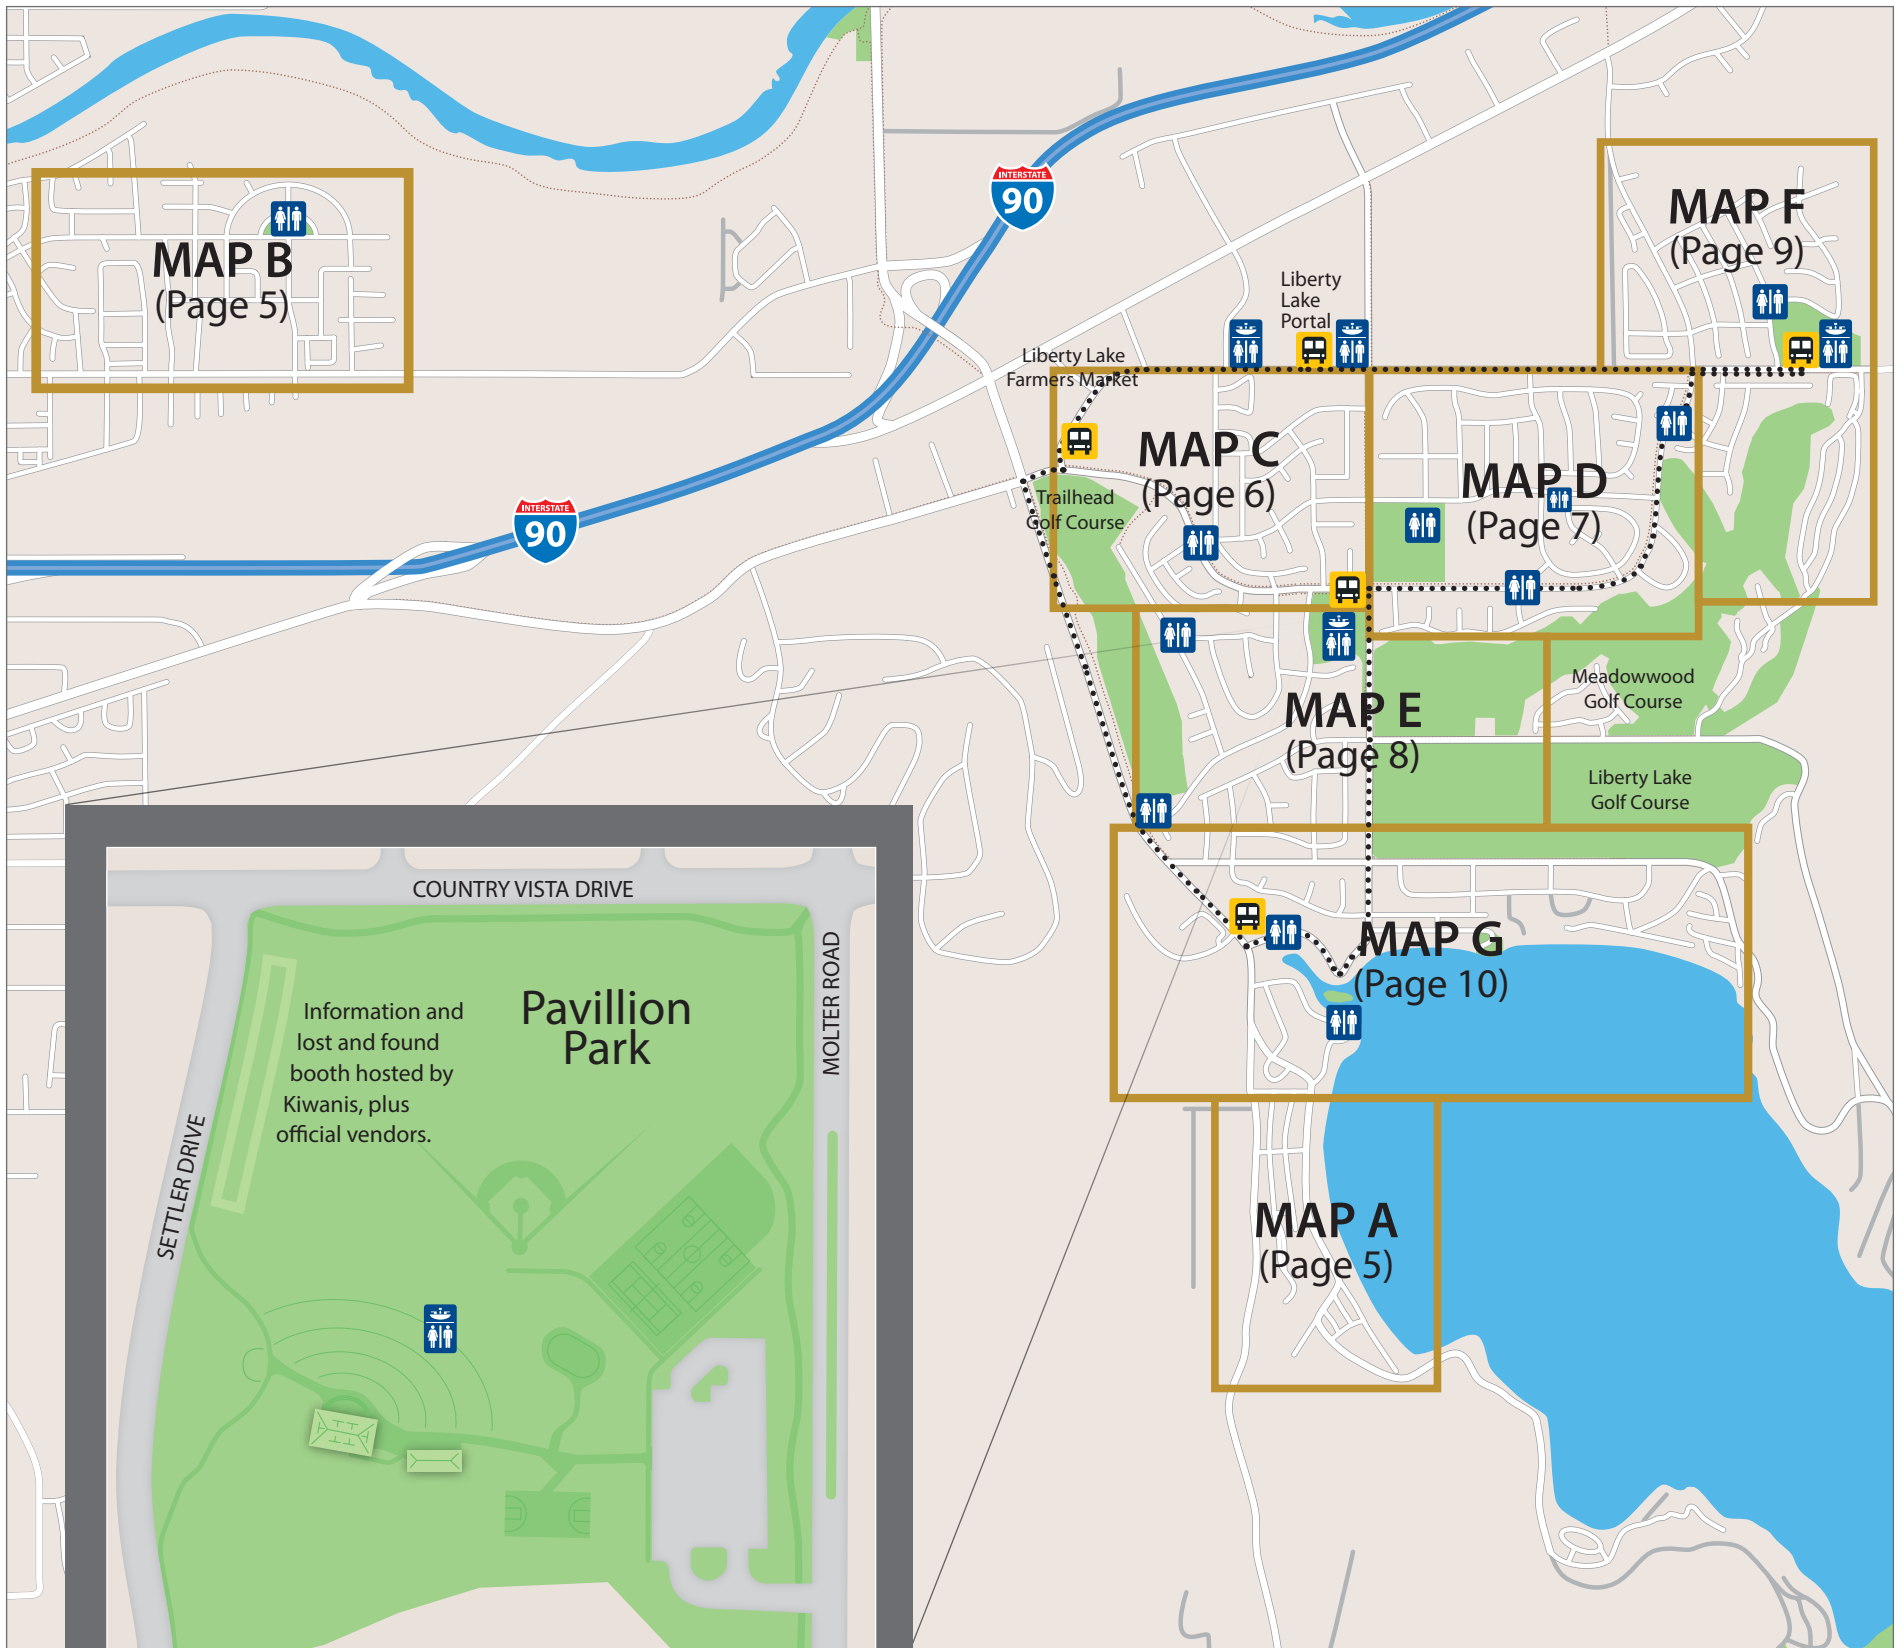 INTERSTATE
90
MAP F
(Page 9)
MAP B
(Page 5)
Liberty
Lake
Portal
Liberty Lake
Farmers Market
MAP C
(Page 6)
MAP D
(Page 7)
Trailhead
Golf Course
INTERSTATE
90
Meadowwood
Golf Course
MAP E
(Page 8)
Liberty Lake
Golf Course
MAP G
(Page 10)
MAP A
(Page 5)
COUNTRY VISTA DRIVE
MOLTER ROAD
SETTLER DRIVE
Pavillion
Park
Information and
lost and found
booth hosted by
Kiwanis, plus
official vendors.